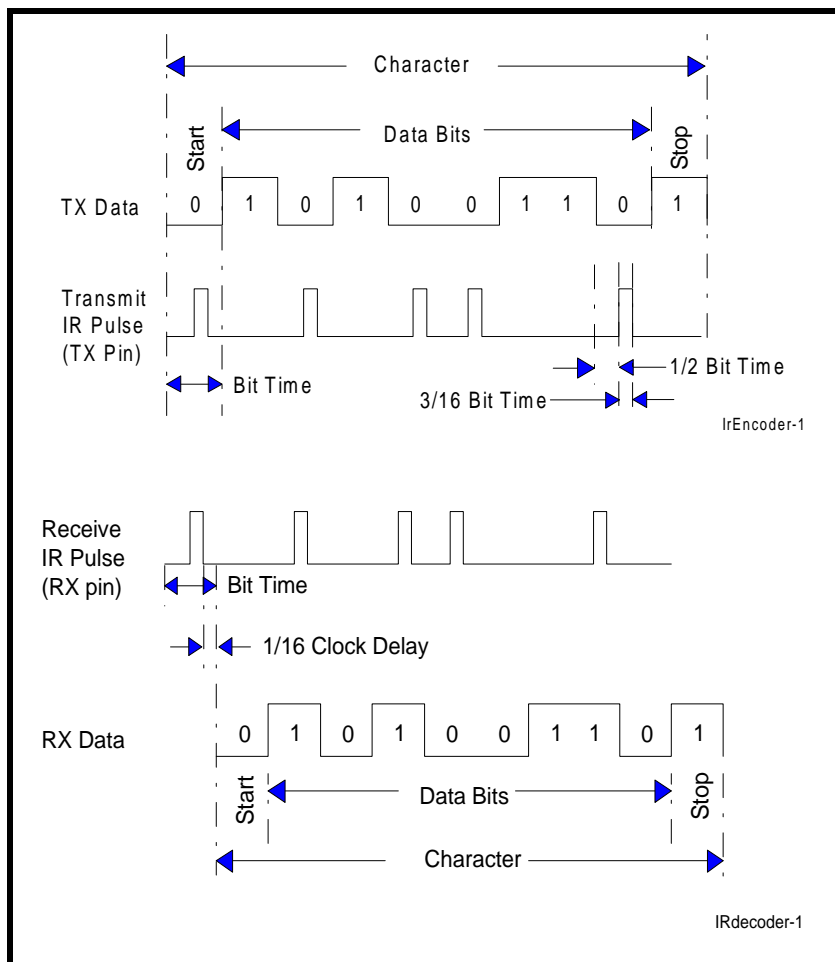 Character
Start
Data Bits
Stop
TX Data
0 1 0 1 0 0 1 1 0 1
Transmit
IR Pulse
(TX Pin)
Bit Time
1/2 Bit Time
3/16 Bit Time
IrEncoder-1
Receive
IR Pulse
(RX pin)
Bit Time
1/16 Clock Delay
RX Data
0 1 0 1 0 0 1 1 0 1
Start
Data Bits
Stop
Character
IRdecoder-1